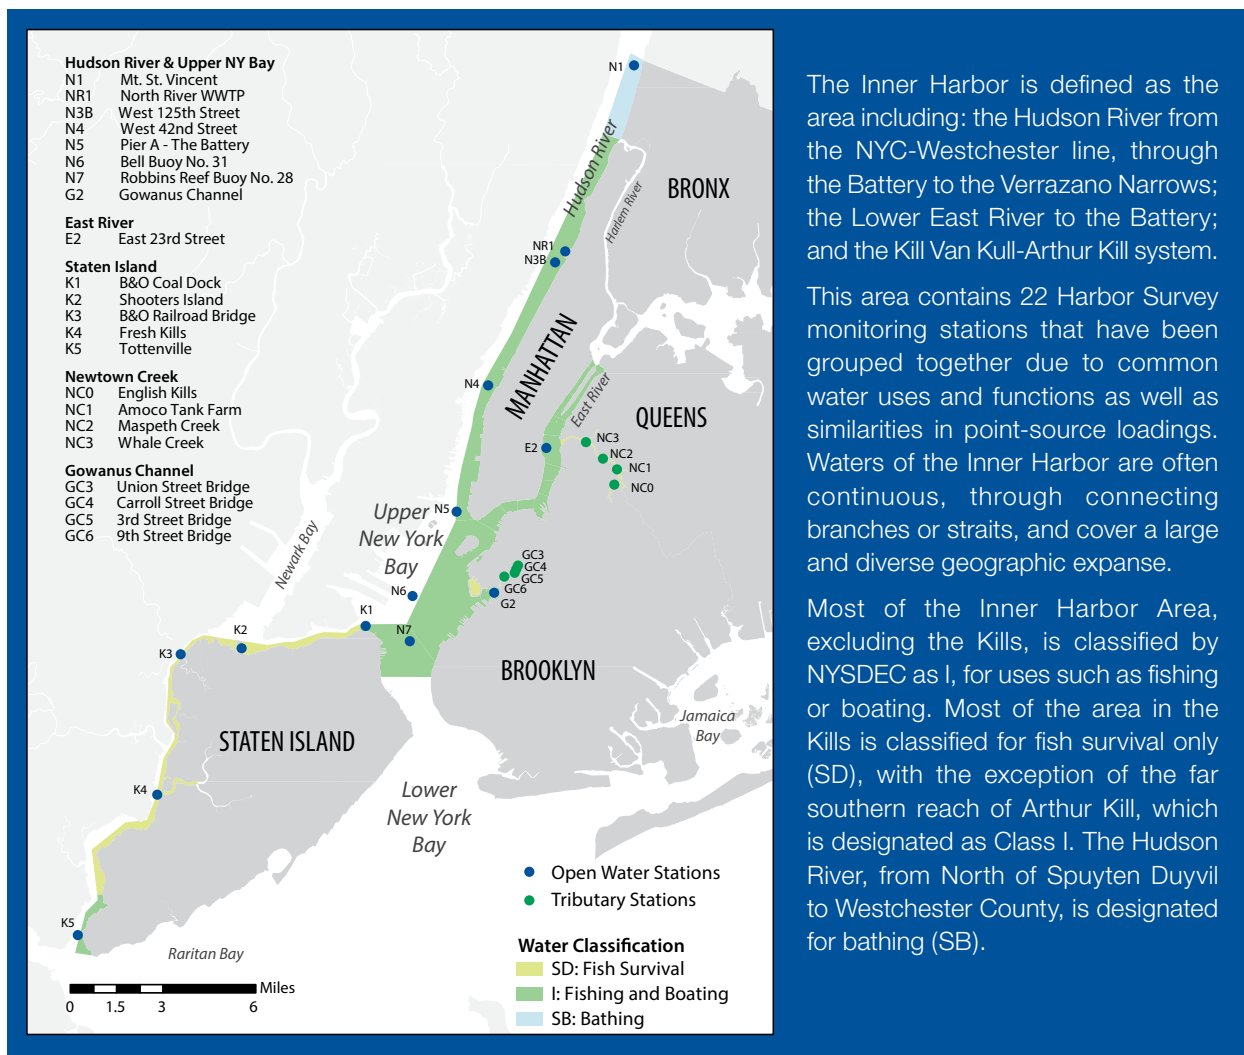 Hudson River & Upper NY Bay
N1 Mt. St. Vincent
NR1 North River WWTP
N3B West 125th Street
N4 West 42nd Street
N5 Pier A - The Battery
N6 Bell Buoy No. 31
N7 Robbins Reef Buoy No. 28
G2 Gowanus Channel
East River
E2 East 23rd Street
Staten Island
K1 B&O Coal Dock
K2 Shooters Island
K3 B&O Railroad Bridge
K4 Fresh Kills
K5 Tottenville
Newtown Creek
NC0 English Kills
NC1 Amoco Tank Farm
NC2 Maspeth Creek
NC3 Whale Creek
Gowanus Channel
GC3 Union Street Bridge
GC4 Carroll Street Bridge
GC5 3rd Street Bridge
GC6 9th Street Bridge
N1
Hudson River
Harlem River
BRONX
NR1
N3B
MANHATTAN
N4
East River
QUEENS
E2
NC3
NC2
NC1
NC0
N5
Upper
New York
Bay
Newark Bay
GC3
GC4
GC5
GC6
G2
N6
K1
N7
K2
K3
BROOKLYN
STATEN ISLAND
Jamaica
Bay
K4
Lower
New York
Bay
K5
Raritan Bay
Miles
0 1.5 3 6
Open Water Stations
Tributary Stations
Water Classification
SD: Fish Survival
I: Fishing and Boating
SB: Bathing
The Inner Harbor is defined as the
area including: the Hudson River from
the NYC-Westchester line, through
the Battery to the Verrazano Narrows;
the Lower East River to the Battery;
and the Kill Van Kull-Arthur Kill system.
This area contains 22 Harbor Survey
monitoring stations that have been
grouped together due to common
water uses and functions as well as
similarities in point-source loadings.
Waters of the Inner Harbor are often
continuous, through connecting
branches or straits, and cover a large
and diverse geographic expanse.
Most of the Inner Harbor Area,
excluding the Kills, is classified by
NYSDEC as I, for uses such as fishing
or boating. Most of the area in the
Kills is classified for fish survival only
(SD), with the exception of the far
southern reach of Arthur Kill, which
is designated as Class I. The Hudson
River, from North of Spuyten Duyvil
to Westchester County, is designated
for bathing (SB).